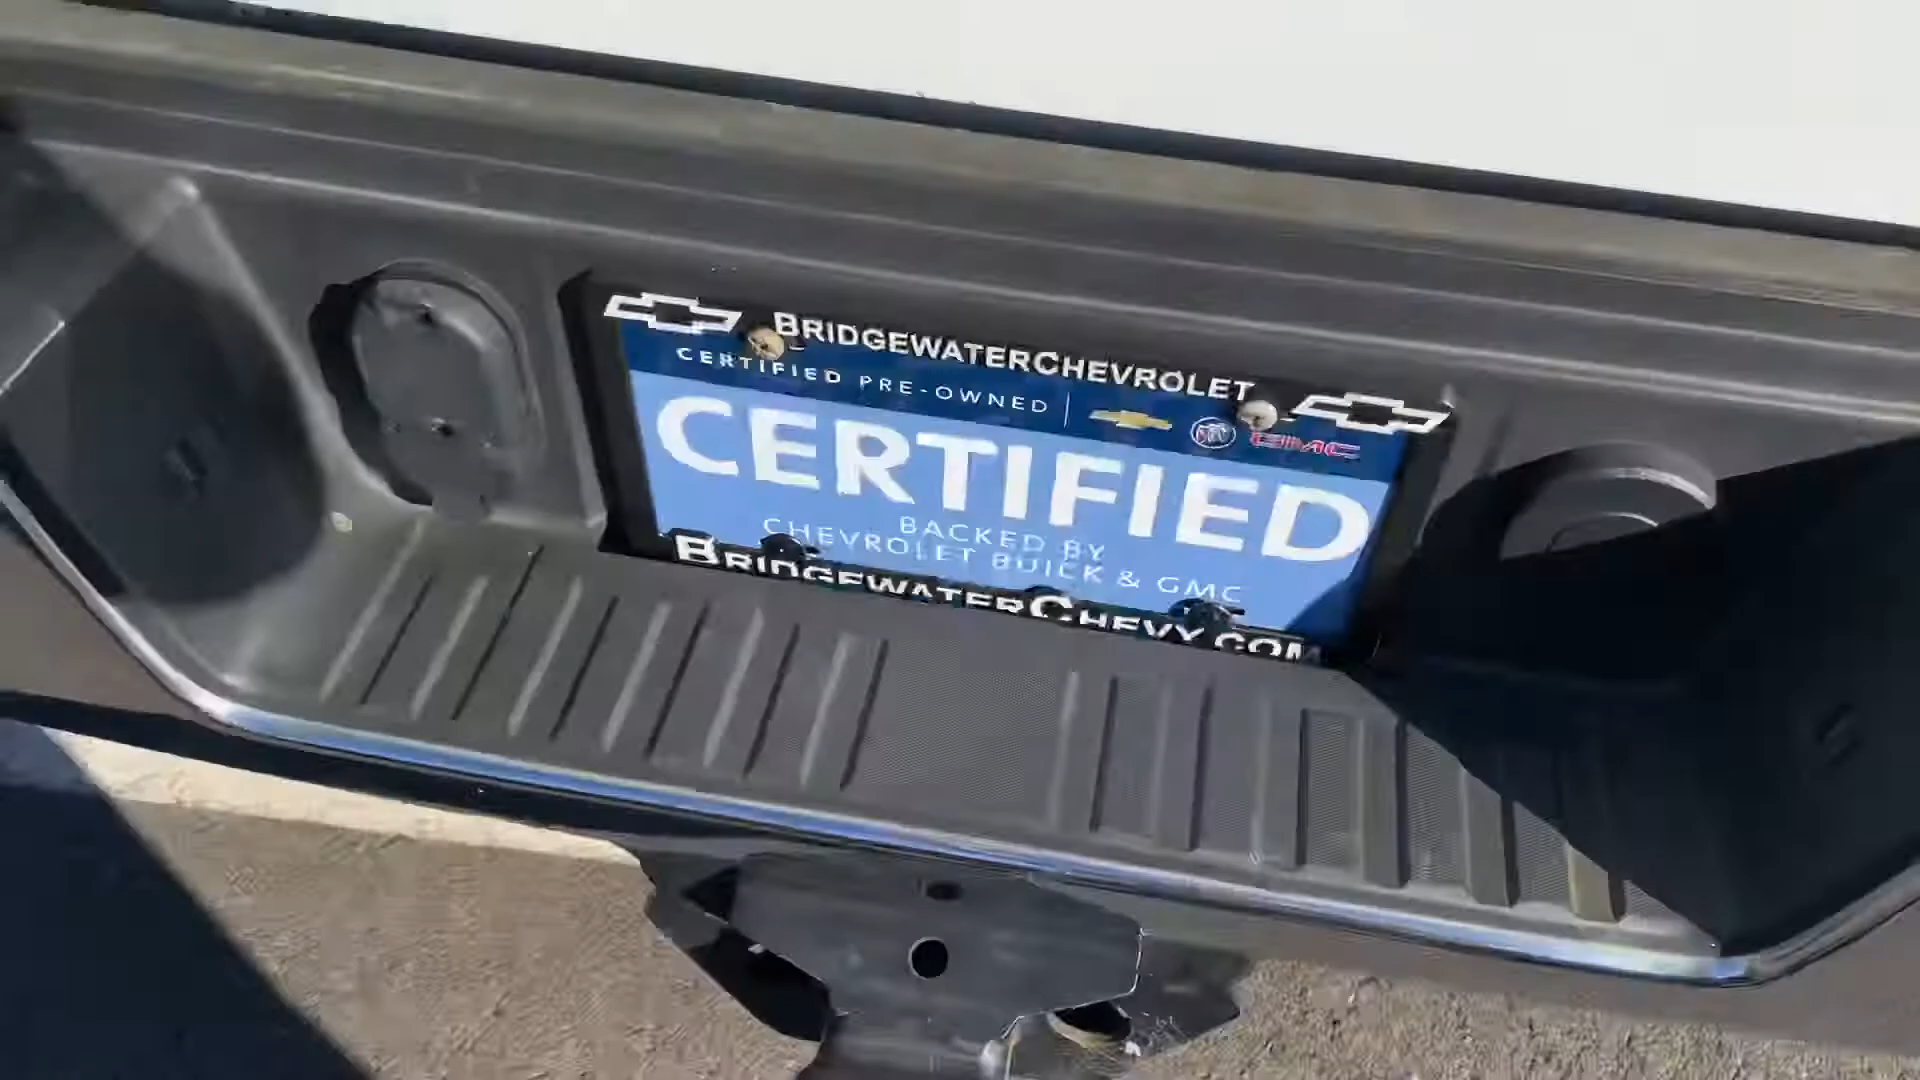 BRIDGEWATERCHEVROLET
CERTIFIED PRE-OWNED
GMC
CERTIFIED
BACKED BY
CHEVROLET BUICK & GMC
BRIDGEWATERCHEVY.COM